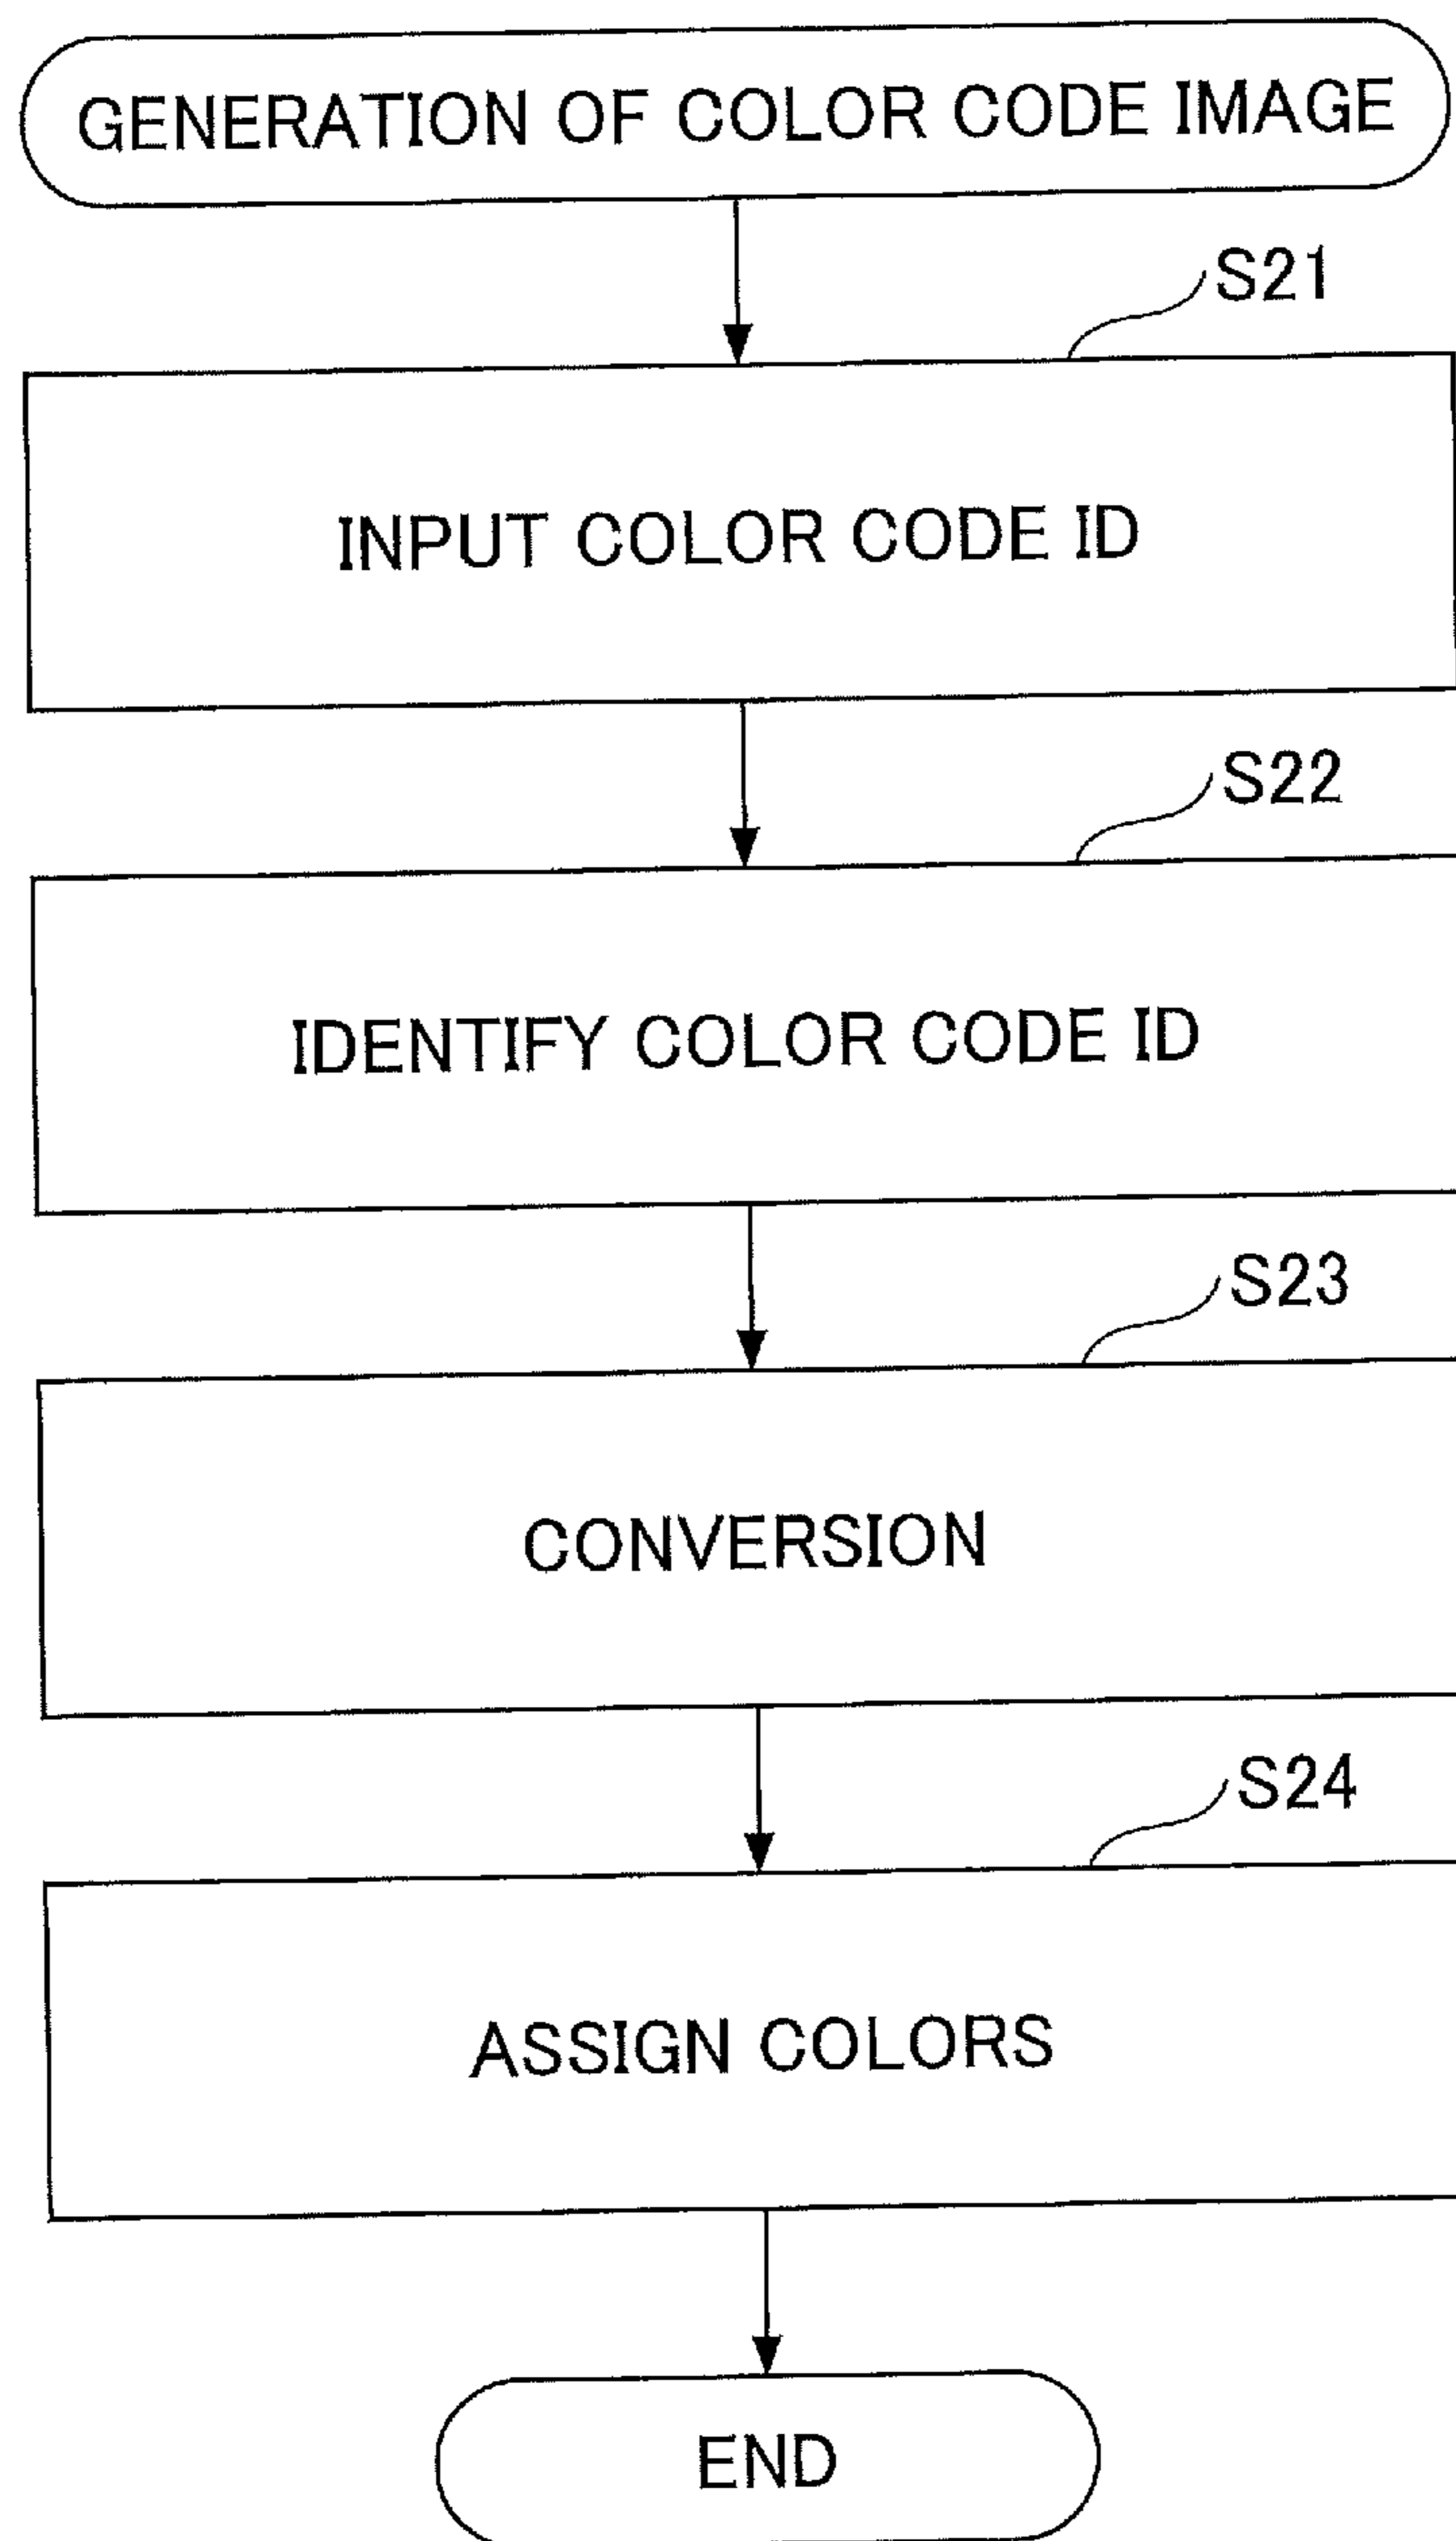 GENERATION OF COLOR CODE IMAGE
S21
INPUT COLOR CODE ID
S22
IDENTIFY COLOR CODE ID
S23
CONVERSION
S24
ASSIGN COLORS
END